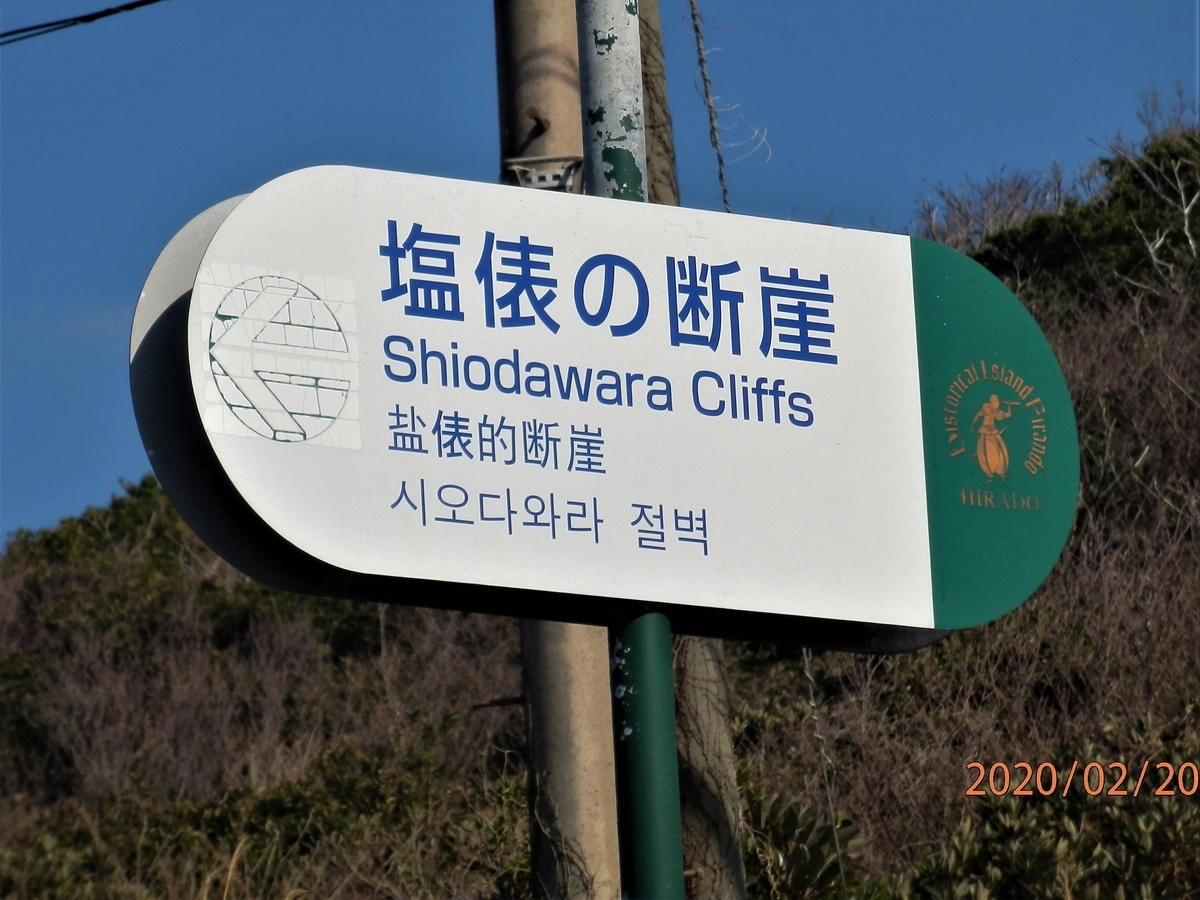 塩俵の断崖
Shiodawara Cliffs
盐俵的断崖
시오다와라 절벽
Historical Island Hirado
HIRADO
2020/02/20